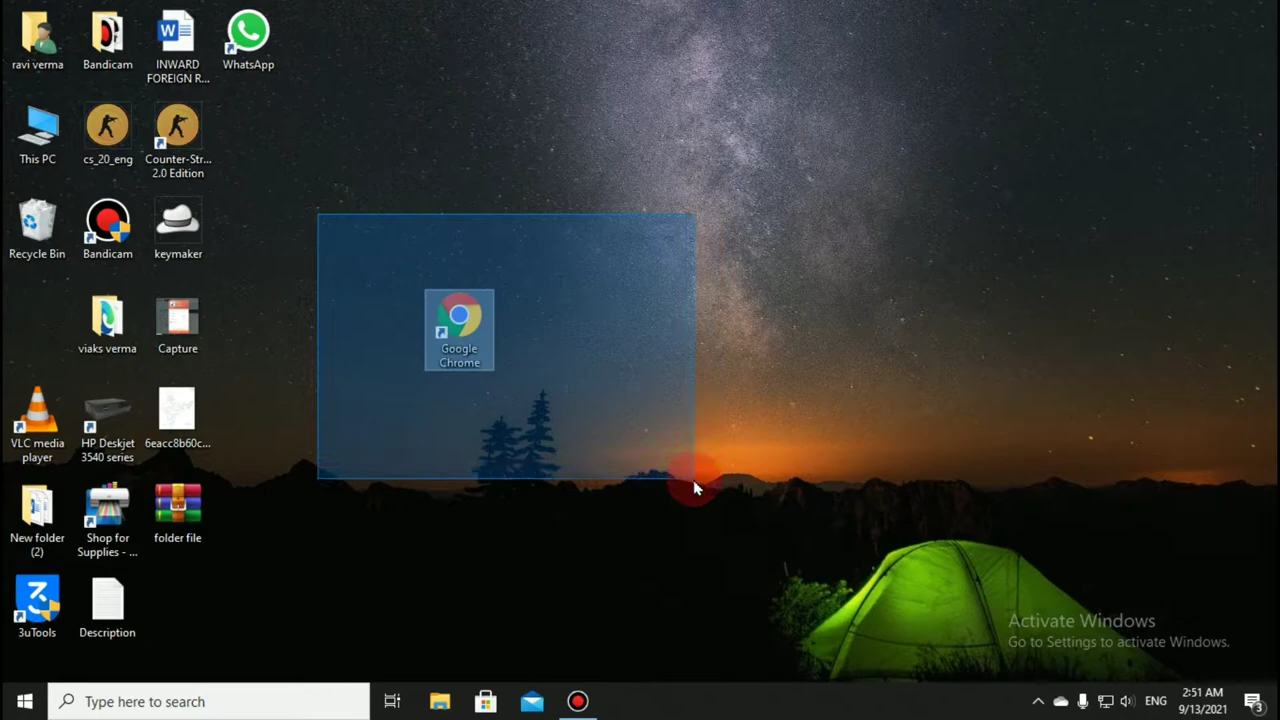 ravi verma
Bandicam
INWARD
FOREIGN R...
WhatsApp
This PC
cs_20_eng
Counter-Str...
2.0 Edition
Recycle Bin
Bandicam
keymaker
viaks verma
Capture
Google
Chrome
VLC media
player
HP Deskjet
3540 series
6eacc8b60c...
New folder
(2)
Shop for
Supplies - ...
folder file
3uTools
Description
Activate Windows
Go to Settings to activate Windows.
Type here to search
ENG
2:51 AM
9/13/2021
3